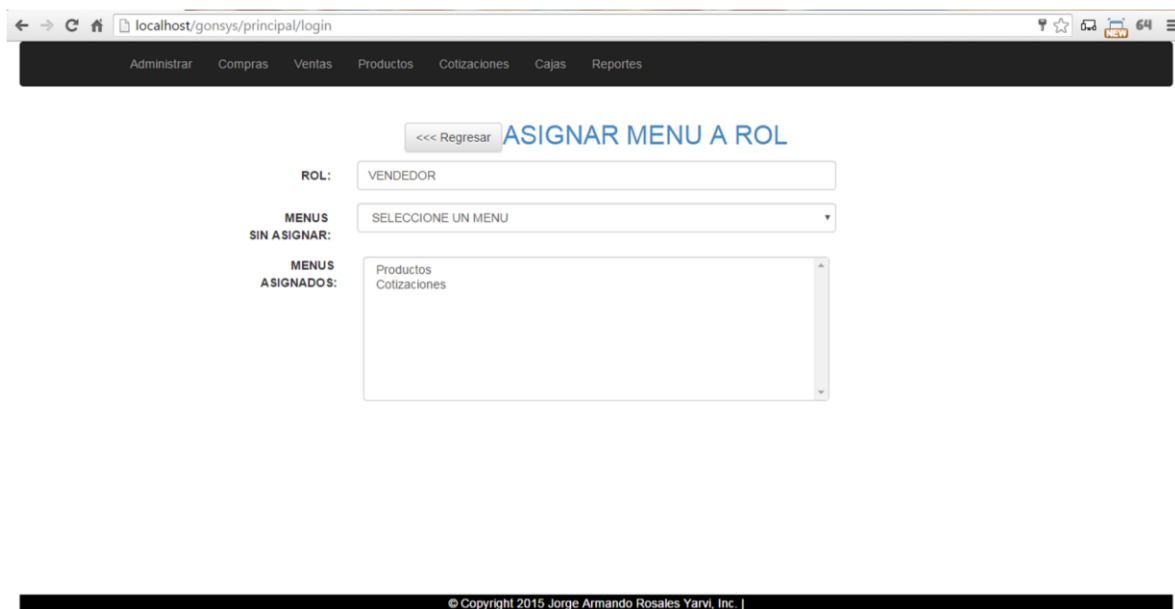 localhost/gonsys/principal/login
NEW
64
Administrar Compras Ventas Productos Cotizaciones Cajas Reportes
<<< Regresar ASIGNAR MENU A ROL
ROL: VENDEDOR
MENUS SELECCIONE UN MENU
SIN ASIGNAR:
MENUS Productos
ASIGNADOS: Cotizaciones
© Copyright 2015 Jorge Armando Rosales Yarvi, Inc. |